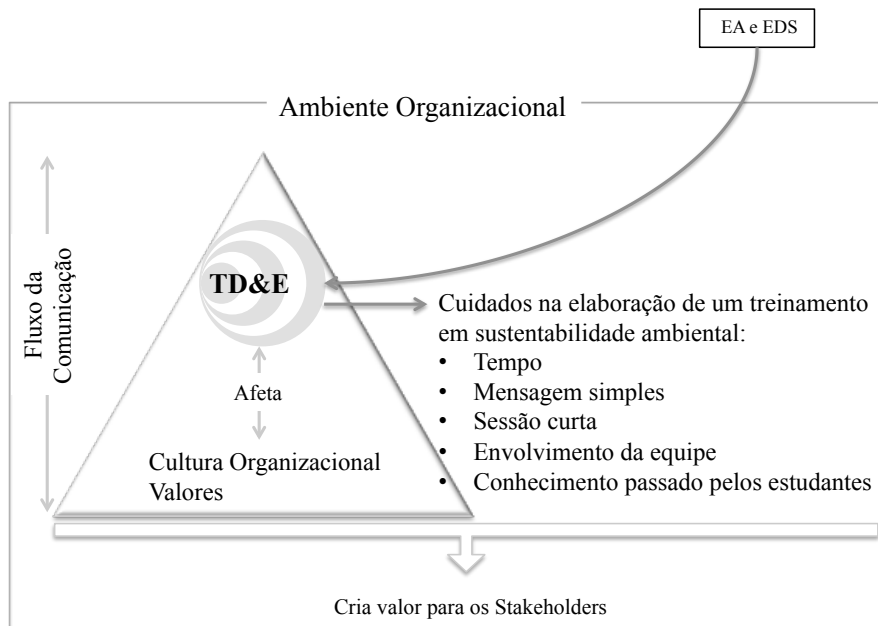 EA e EDS
Ambiente Organizacional
Fluxo da
Comunicação
TD&E
Afeta
Cultura Organizacional
Valores
Cuidados na elaboração de um treinamento
em sustentabilidade ambiental:
• Tempo
• Mensagem simples
• Sessão curta
• Envolvimento da equipe
• Conhecimento passado pelos estudantes
Cria valor para os Stakeholders